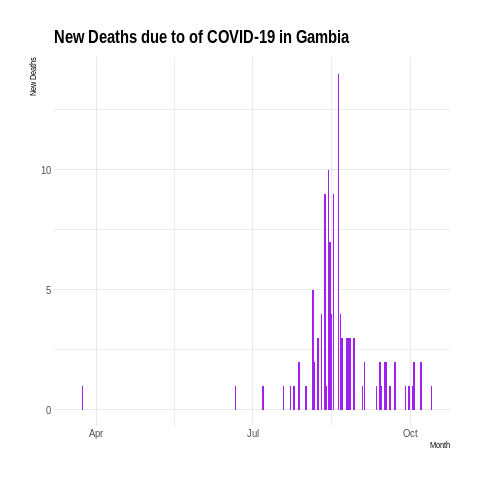 New Deaths due to of COVID-19 in Gambia
New Deaths
10
5
0
Apr Jul Oct
Month